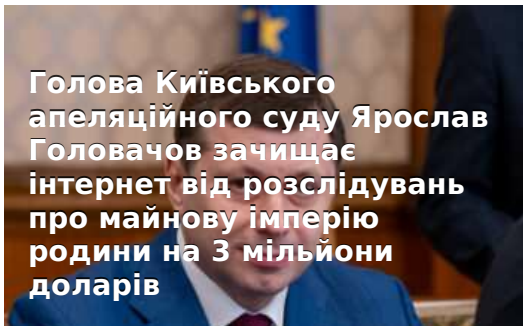 Голова Київського
апеляційного суду Ярослав
Головачов зачищає
інтернет від розслідувань
про майнову імперію
родини на 3 мільйони
доларів